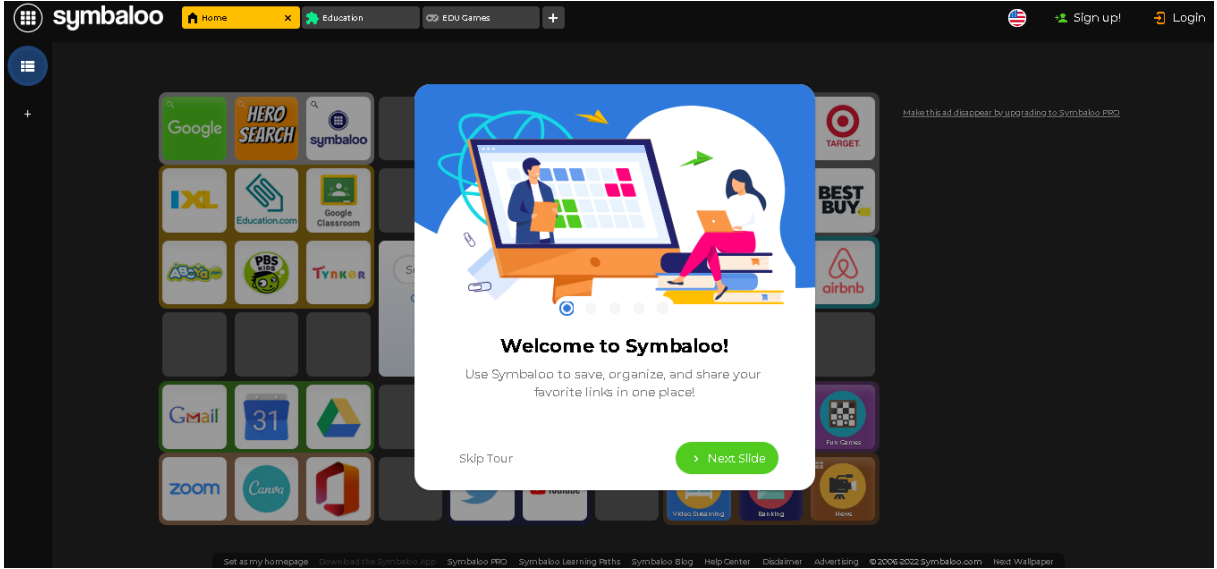 symbaloo
Home
Education
EDU Games
Sign up!
Login
Make this ad disappear by upgrading to Symbaloo PRO
Google
HERO SEARCH
symbaloo
TARGET.
IXL
Education.com
Google Classroom
BEST BUY
ABCYa
PBS KIDS
TYNKER
airbnb
Welcome to Symbaloo!
Use Symbaloo to save, organize, and share your
favorite links in one place!
Gmail
31
Fun Games
Skip Tour
Next Slide
zoom
Canva
Youtube
Video Streaming
Banking
News
Set as my homepage Download the Symbaloo App Symbaloo PRO Symbaloo Learning Paths Symbaloo Blog Help Center Disclaimer Advertising ©2006-2022 Symbaloo.com Next Wallpaper